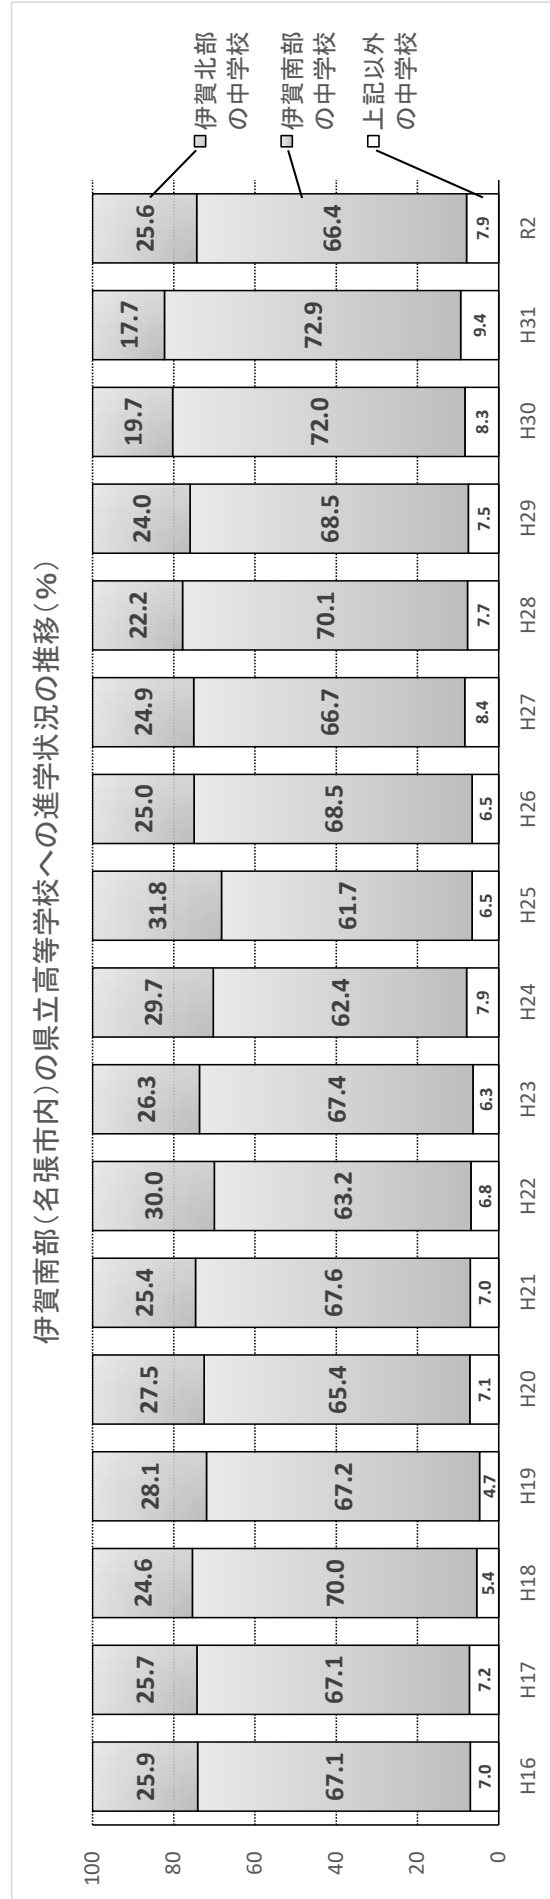 伊賀南部(名張市内)の県立高等学校への進学状況の推移(%)
100
80
60
40
20
0
25.9 25.7 24.6 28.1 27.5 25.4 30.0 26.3 29.7 31.8 25.0 24.9 22.2 24.0 19.7 17.7 25.6
67.1 67.1 70.0 67.2 65.4 67.6 63.2 67.4 62.4 61.7 68.5 66.7 70.1 68.5 72.0 72.9 66.4
7.0 7.2 5.4 4.7 7.1 7.0 6.8 6.3 7.9 6.5 6.5 8.4 7.7 7.5 8.3 9.4 7.9
H16 H17 H18 H19 H20 H21 H22 H23 H24 H25 H26 H27 H28 H29 H30 H31 R2
伊賀北部
の中学校
伊賀南部
の中学校
上記以外
の中学校